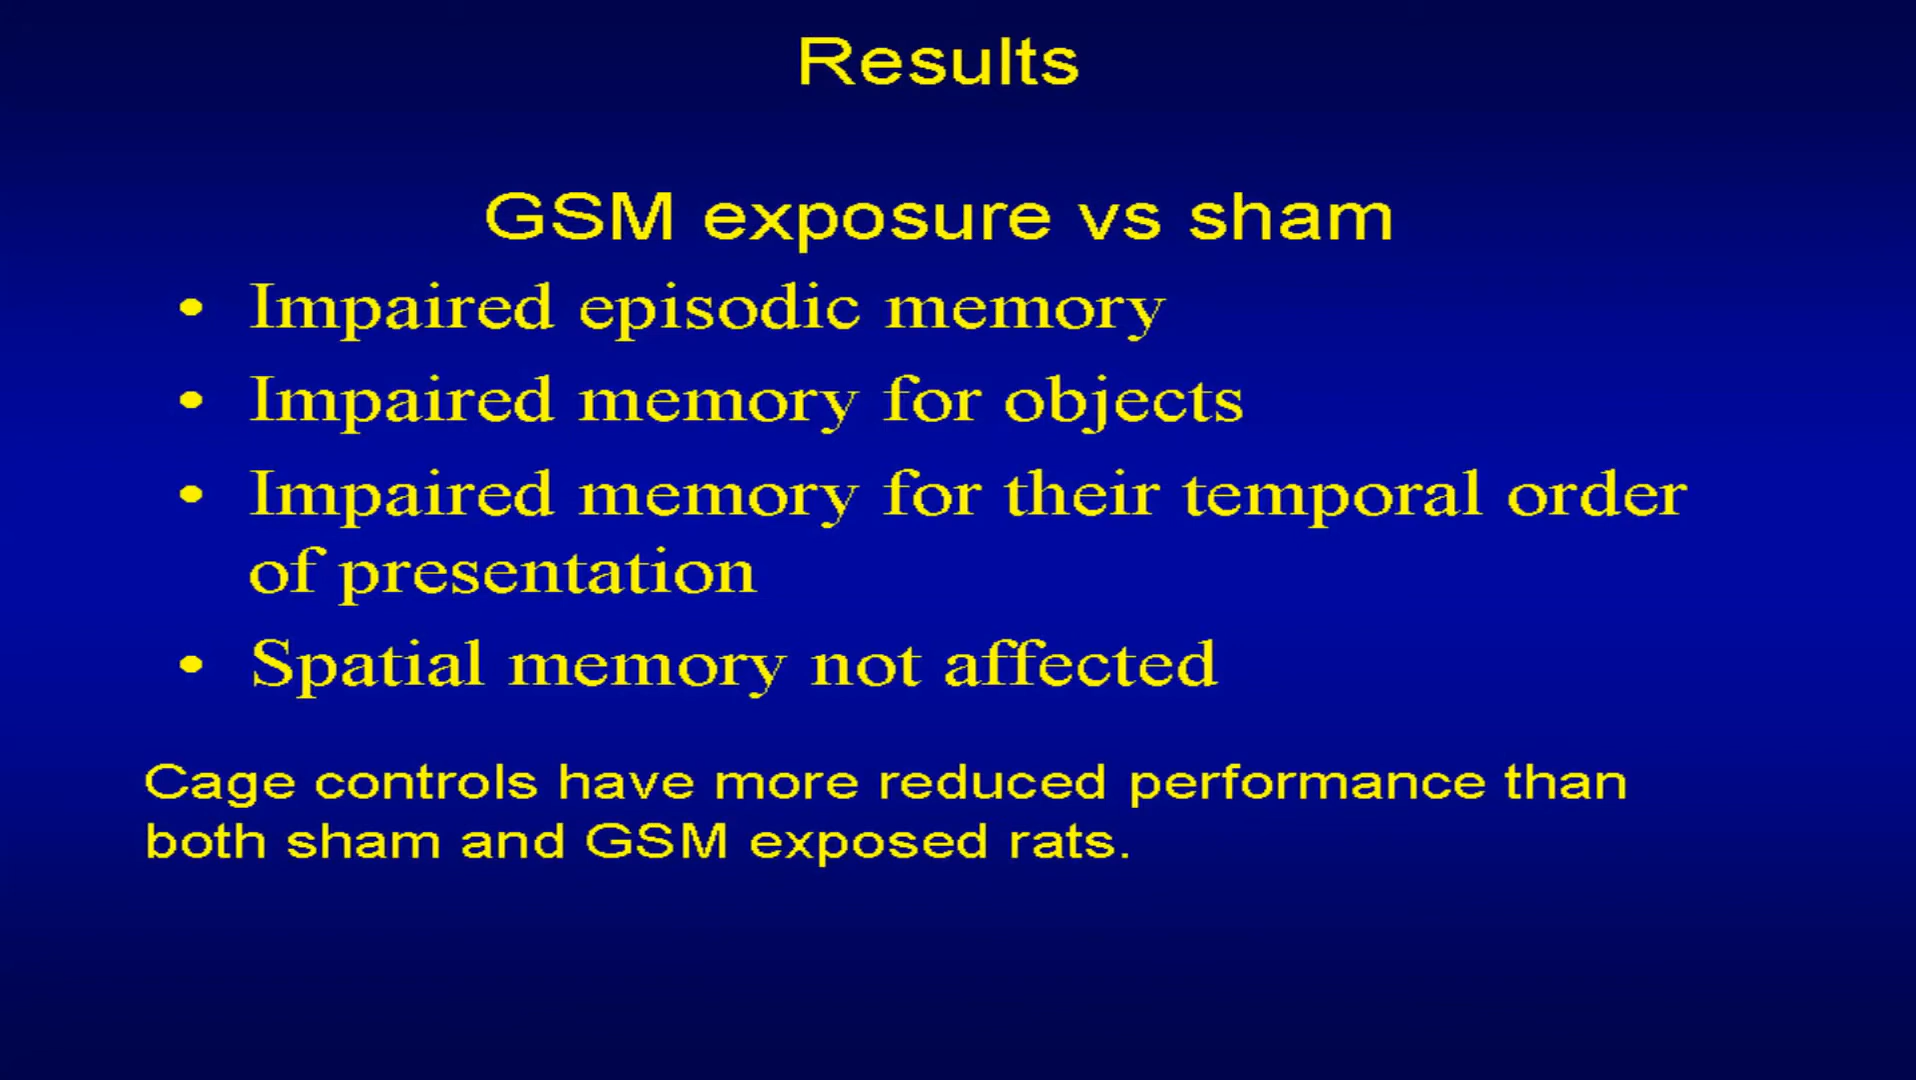 Results
GSM exposure vs sham
• Impaired episodic memory
• Impaired memory for objects
• Impaired memory for their temporal order
of presentation
• Spatial memory not affected
Cage controls have more reduced performance than
both sham and GSM exposed rats.